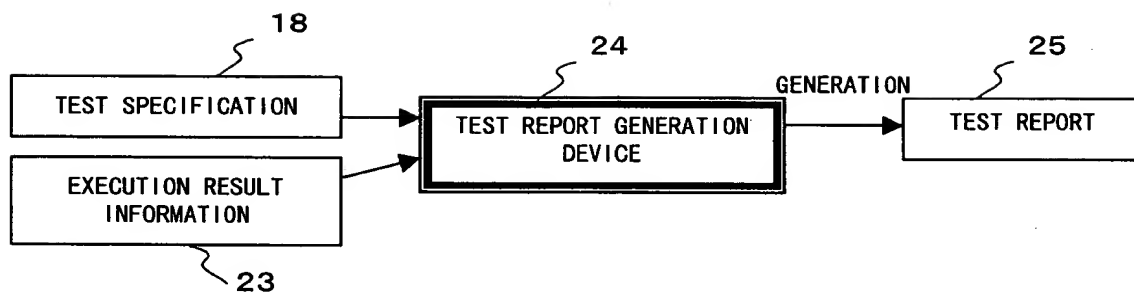 18
TEST SPECIFICATION
EXECUTION RESULT
INFORMATION
23
24
TEST REPORT GENERATION
DEVICE
GENERATION
25
TEST REPORT